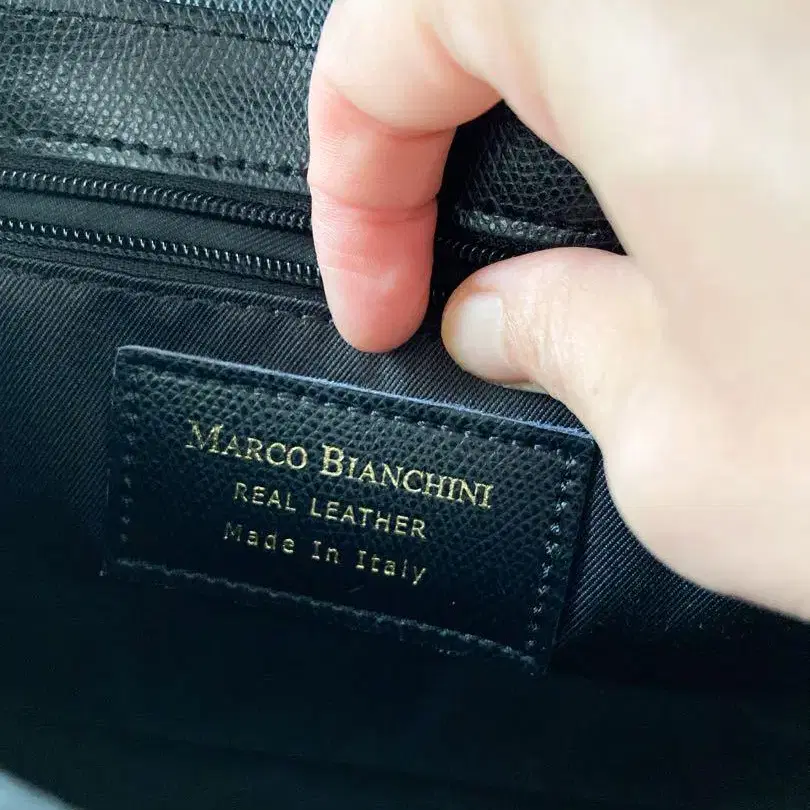 MARCO BIANCHINI
REAL LEATHER
Made In Italy